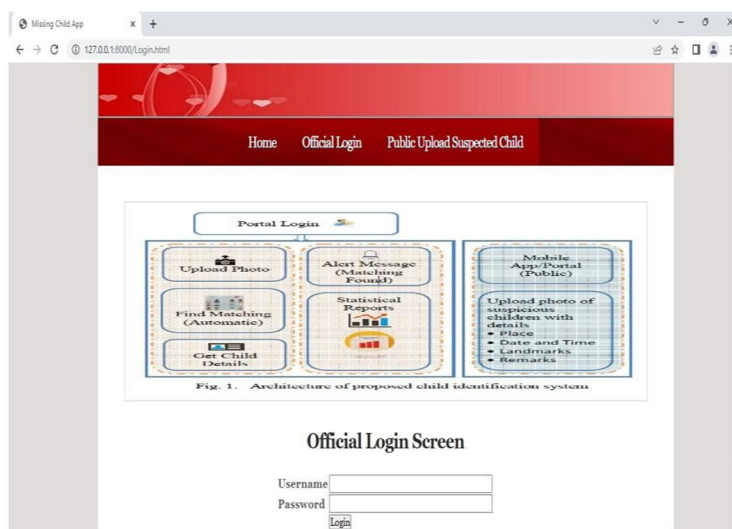 Missing Child App
127.0.0.1:8000/Login.html
Home Official Login Public Upload Suspected Child
Portal Login
Upload Photo
Find Matching
(Automatic)
Get Child
Details
Alert Message
(Matching
Found)
Statistical
Reports
Mobile
App/Portal
(Public)
Upload photo of
suspicious
children with
details
• Place
• Date and Time
• Landmarks
• Remarks
Fig. 1. Architecture of proposed child identification system
Official Login Screen
Username
Password
Login